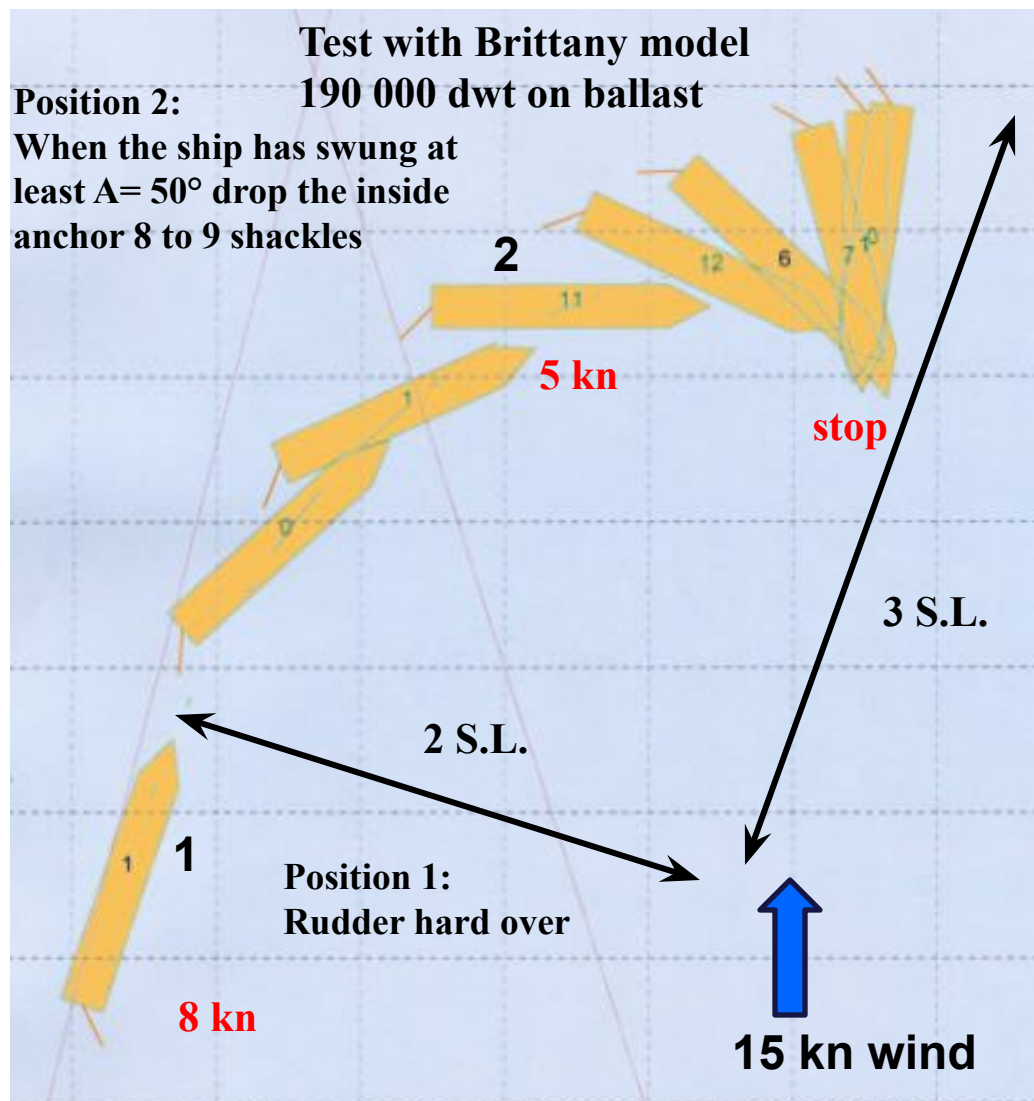 Test with Brittany model
190 000 dwt on ballast
Position 2:
When the ship has swung at
least A= 50° drop the inside
anchor 8 to 9 shackles
2
11
12
6
7
1
0
5 kn
stop
1
0
3 S.L.
2 S.L.
1
1
Position 1:
Rudder hard over
8 kn
15 kn wind